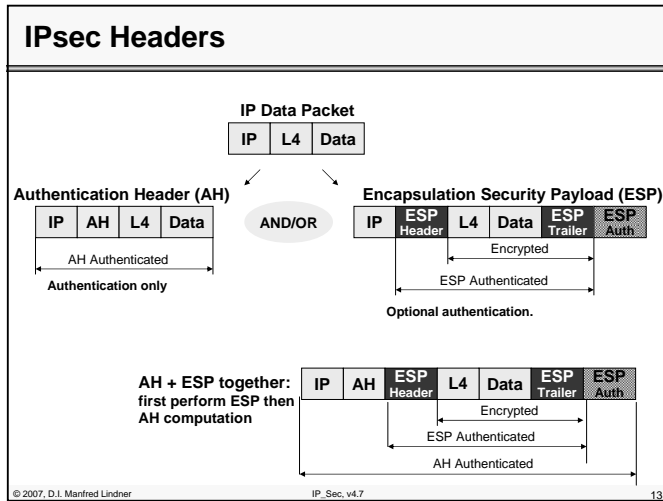 IPsec Headers
IP Data Packet
IP L4 Data
Authentication Header (AH)
IP AH L4 Data
AH Authenticated
Authentication only
AND/OR
Encapsulation Security Payload (ESP)
IP ESP Header L4 Data ESP Trailer ESP Auth
Encrypted
ESP Authenticated
Optional authentication.
AH + ESP together:
first perform ESP then
AH computation
IP AH ESP Header L4 Data ESP Trailer ESP Auth
Encrypted
ESP Authenticated
AH Authenticated
© 2007, D.I. Manfred Lindner IP_Sec, v4.7 13